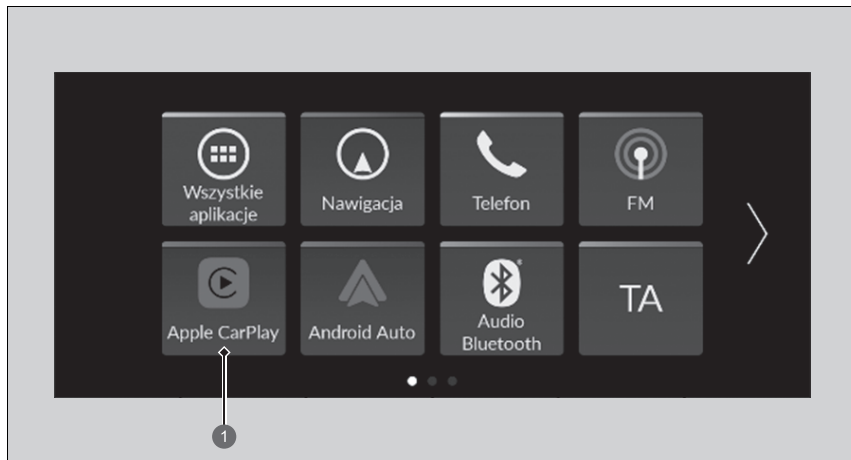 Wszystkie
aplikacje
Nawigacja
Telefon
FM
Apple CarPlay
Android Auto
Audio
Bluetooth
TA
1